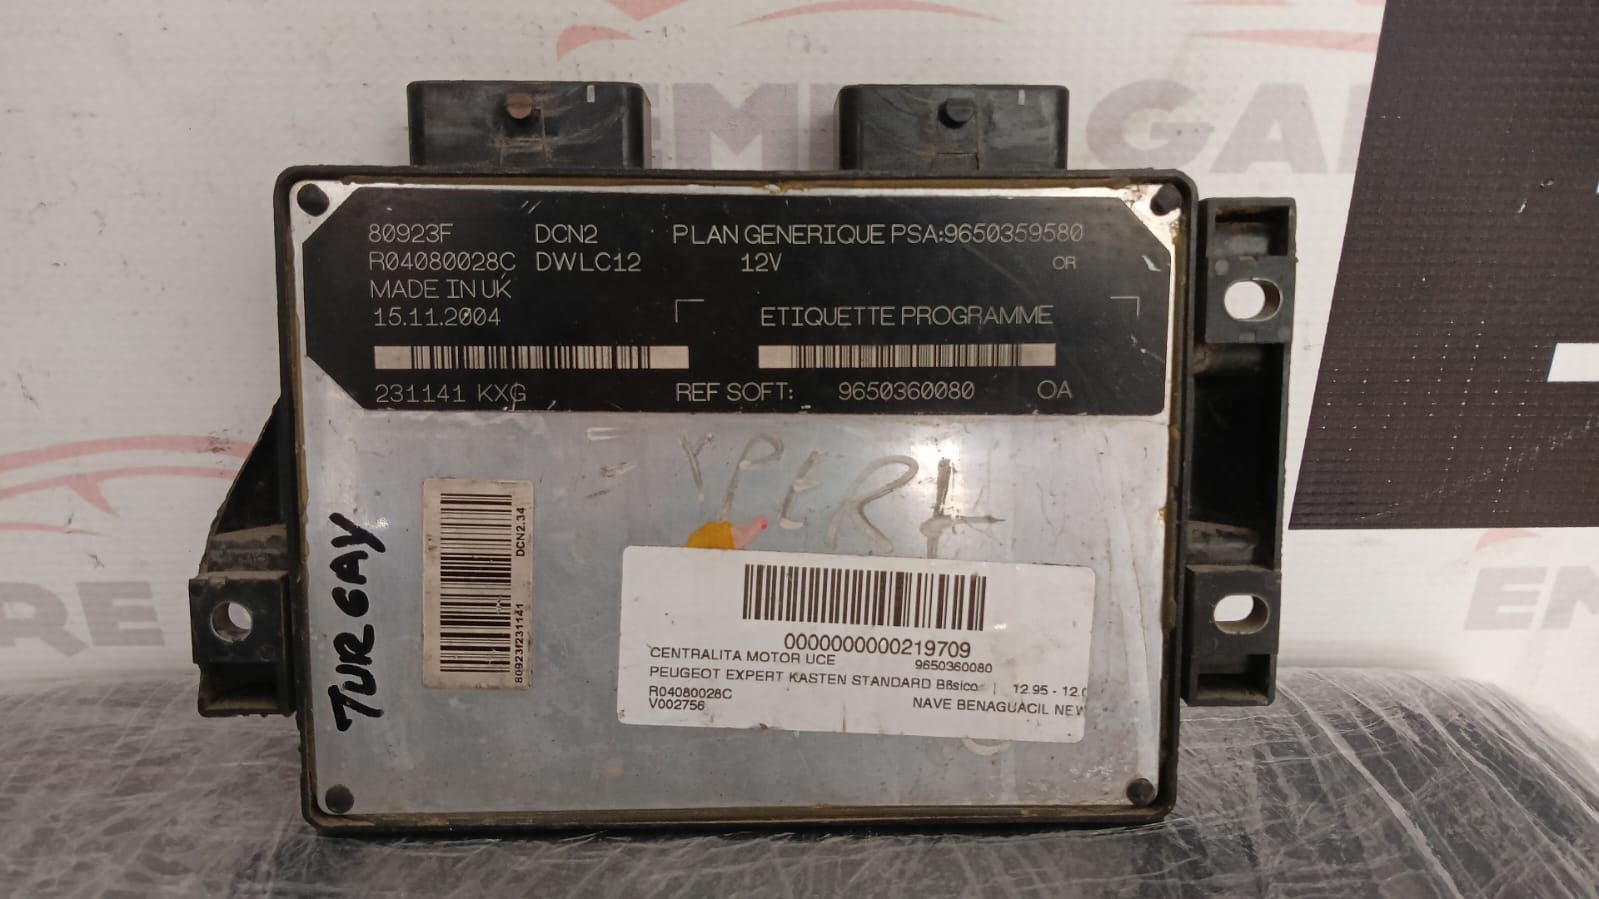 80923F DCN2 PLAN GENERIQUE PSA:9650359580
R04080028C DWLC12 12V OR
MADE IN UK
15.11.2004 ETIQUETTE PROGRAMME
231141 KXG REF SOFT: 9650360080 OA
XPERT
TURGAY
80923f231141 DCN2.34
0000000000219709
CENTRALITA MOTOR UCE 9650360080
PEUGEOT EXPERT KASTEN STANDARD Bßsico | 12.95 - 12.0
R04080028C
V002756 NAVE BENAGUACIL NEW